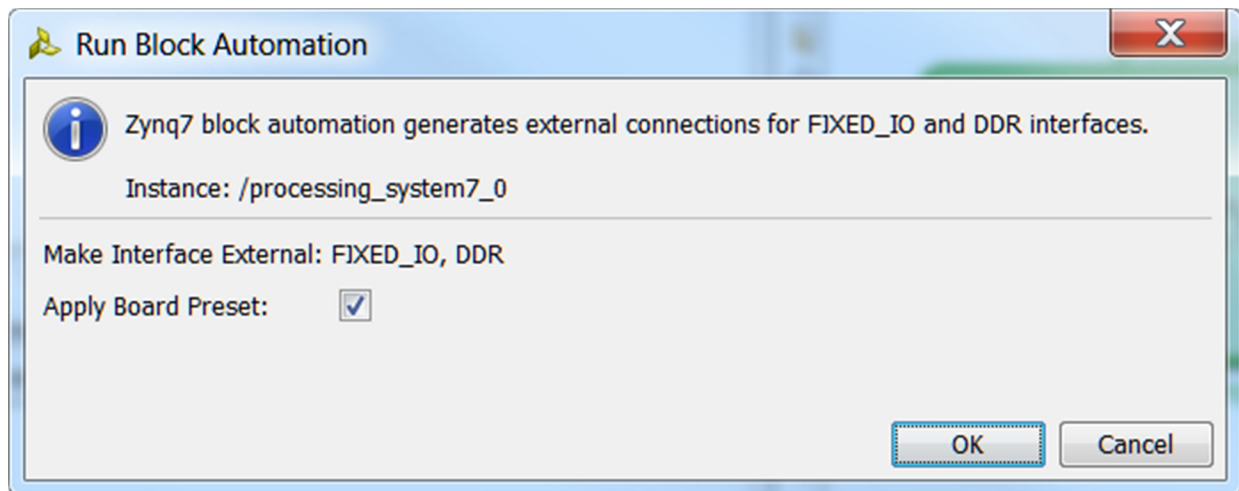 Run Block Automation
Zynq7 block automation generates external connections for FIXED_IO and DDR interfaces.
Instance: /processing_system7_0
Make Interface External: FIXED_IO, DDR
Apply Board Preset:
OK
Cancel